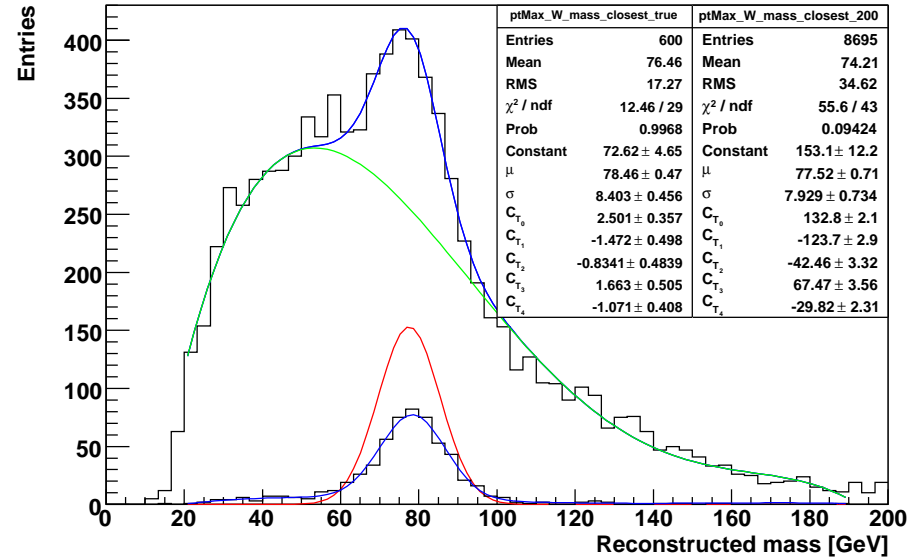 Entries
400
350
300
250
200
150
100
50
0
0 20 40 60 80 100 120 140 160 180 200
Reconstructed mass [GeV]
ptMax_W_mass_closest_true
Entries 600
Mean 76.46
RMS 17.27
χ² / ndf 12.46 / 29
Prob 0.9968
Constant 72.62 ± 4.65
μ 78.46 ± 0.47
σ 8.403 ± 0.456
C_T₀ 2.501 ± 0.357
C_T₁ -1.472 ± 0.498
C_T₂ -0.8341 ± 0.4839
C_T₃ 1.663 ± 0.505
C_T₄ -1.071 ± 0.408
ptMax_W_mass_closest_200
Entries 8695
Mean 74.21
RMS 34.62
χ² / ndf 55.6 / 43
Prob 0.09424
Constant 153.1 ± 12.2
μ 77.52 ± 0.71
σ 7.929 ± 0.734
C_T₀ 132.8 ± 2.1
C_T₁ -123.7 ± 2.9
C_T₂ -42.46 ± 3.32
C_T₃ 67.47 ± 3.56
C_T₄ -29.82 ± 2.31